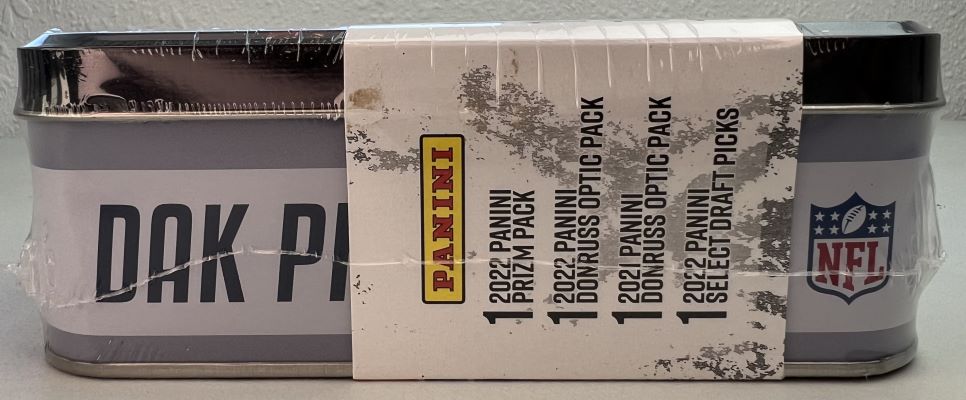 DAK P
PANINI
1 2022 PANINI
PRIZM PACK
1 2022 PANINI
DONRUSS OPTIC PACK
1 2021 PANINI
DONRUSS OPTIC PACK
1 2022 PANINI
SELECT DRAFT PICKS
NFL